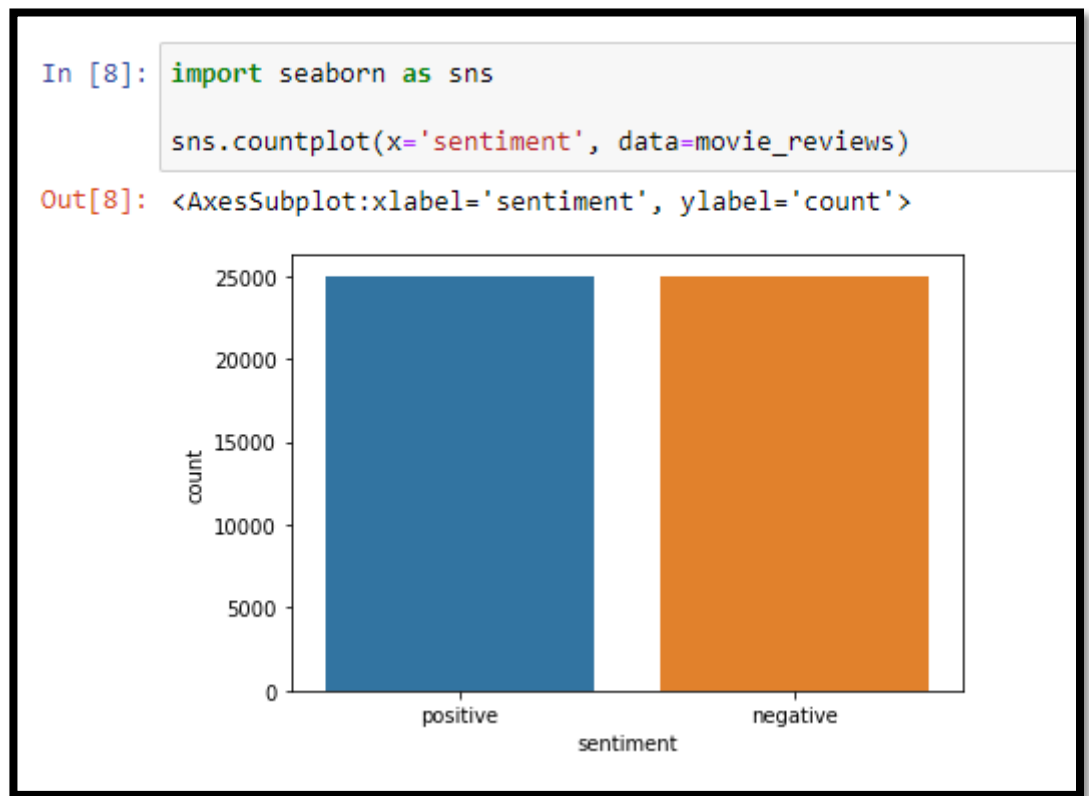 In [8]: import seaborn as sns
sns.countplot(x='sentiment', data=movie_reviews)
Out[8]: <AxesSubplot:xlabel='sentiment', ylabel='count'>
25000
20000
15000
10000
5000
0
count
positive negative
sentiment